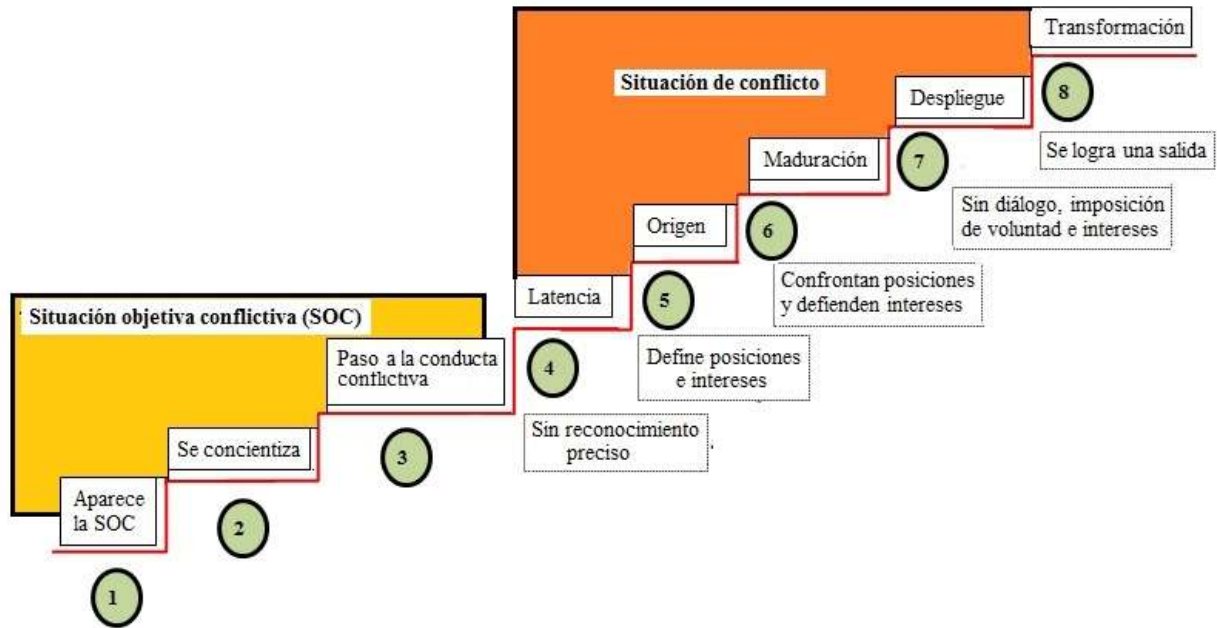 Situación objetiva conflictiva (SOC)
Aparece
la SOC
1
Se concientiza
2
Paso a la conducta
conflictiva
3
Situación de conflicto
Latencia
4
Sin reconocimiento
preciso
Origen
5
Define posiciones
e intereses
Maduración
6
Confrontan posiciones
y defienden intereses
Despliegue
7
Sin diálogo, imposición
de voluntad e intereses
Transformación
8
Se logra una salida